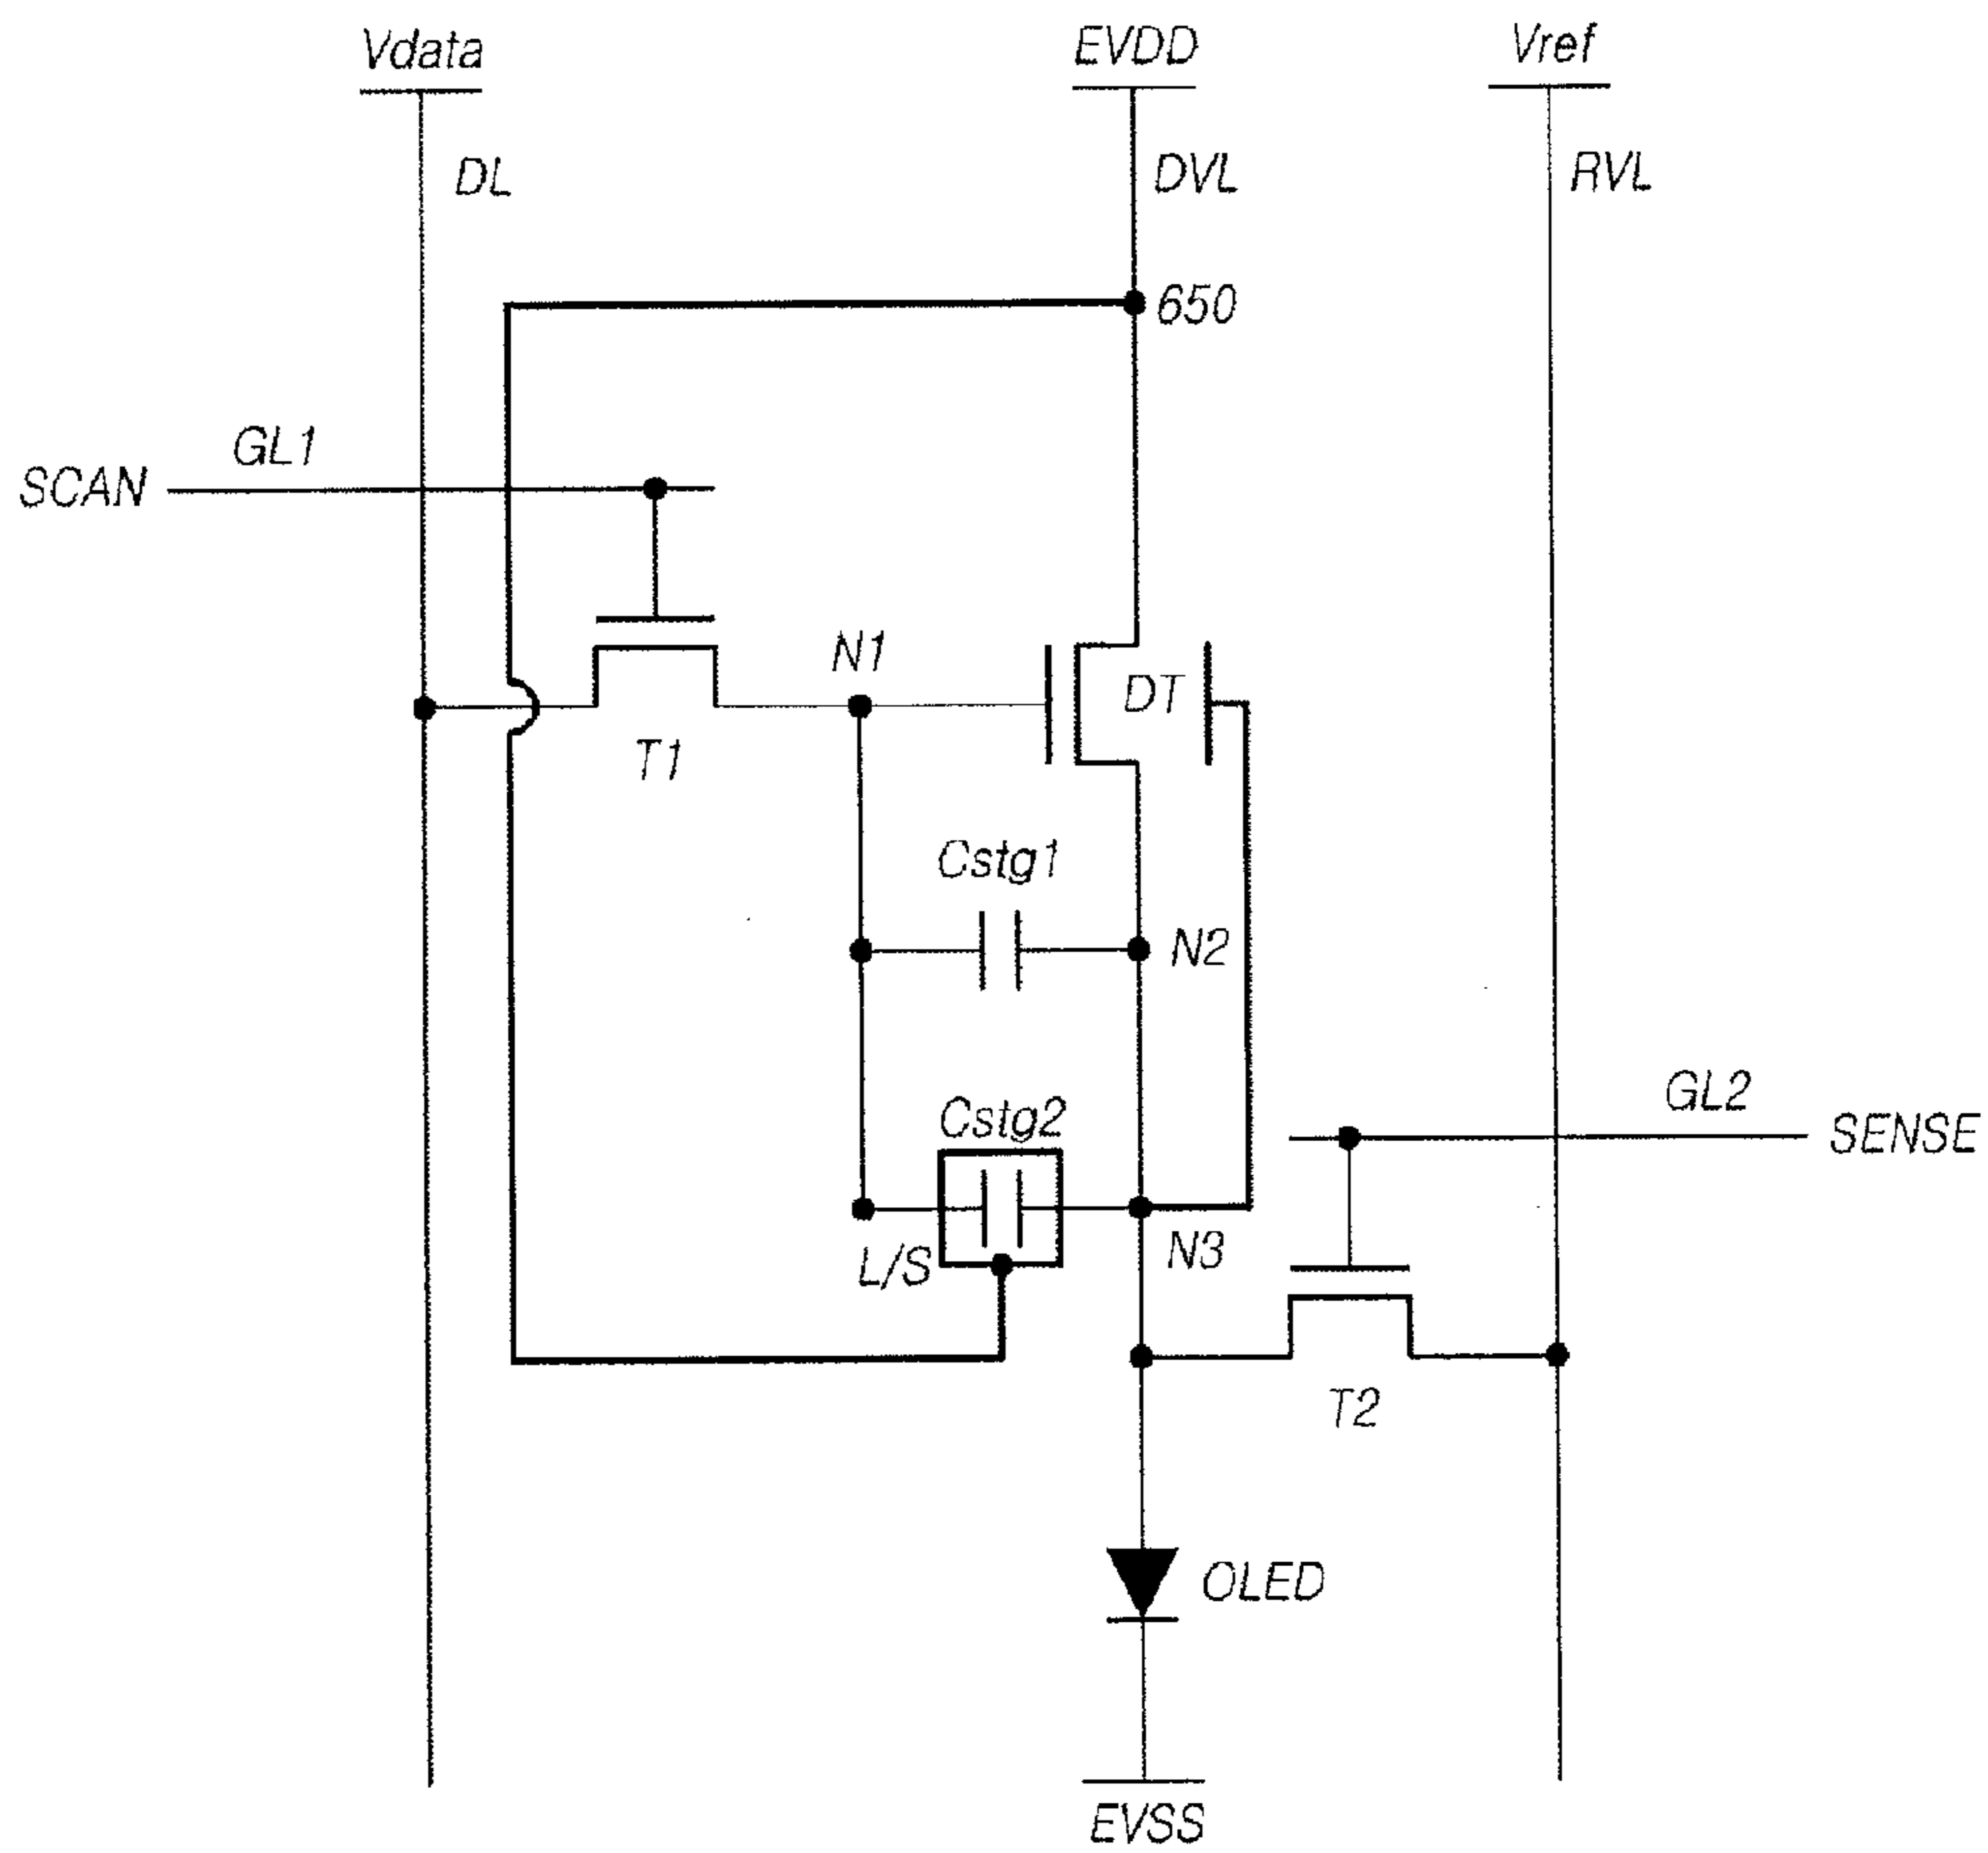 Vdata
EVDD
Vref
DL
DVL
RVL
650
GL1
SCAN
N1
DT
T1
Cstg1
N2
GL2
Cstg2
SENSE
L/S
N3
T2
OLED
EVSS